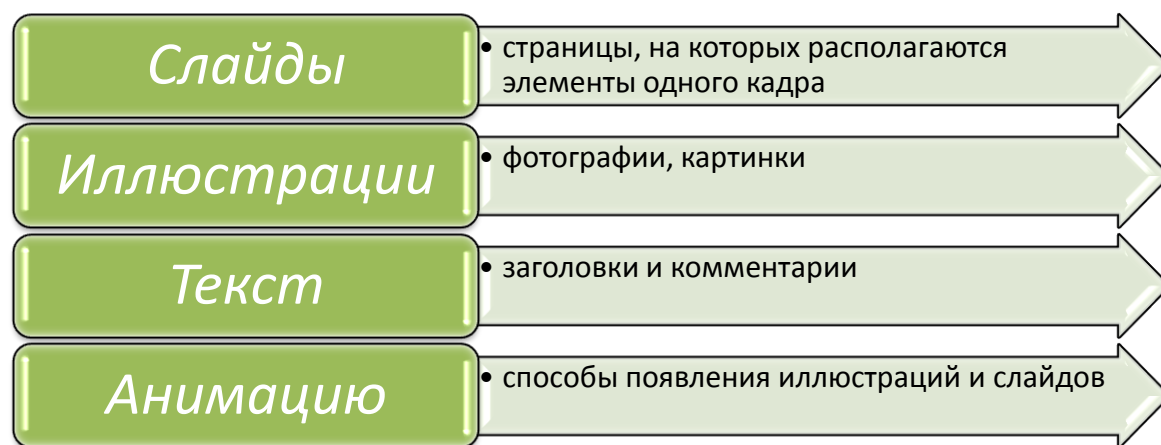 Слайды
• страницы, на которых располагаются
элементы одного кадра
Иллюстрации
• фотографии, картинки
Текст
• заголовки и комментарии
Анимацию
• способы появления иллюстраций и слайдов